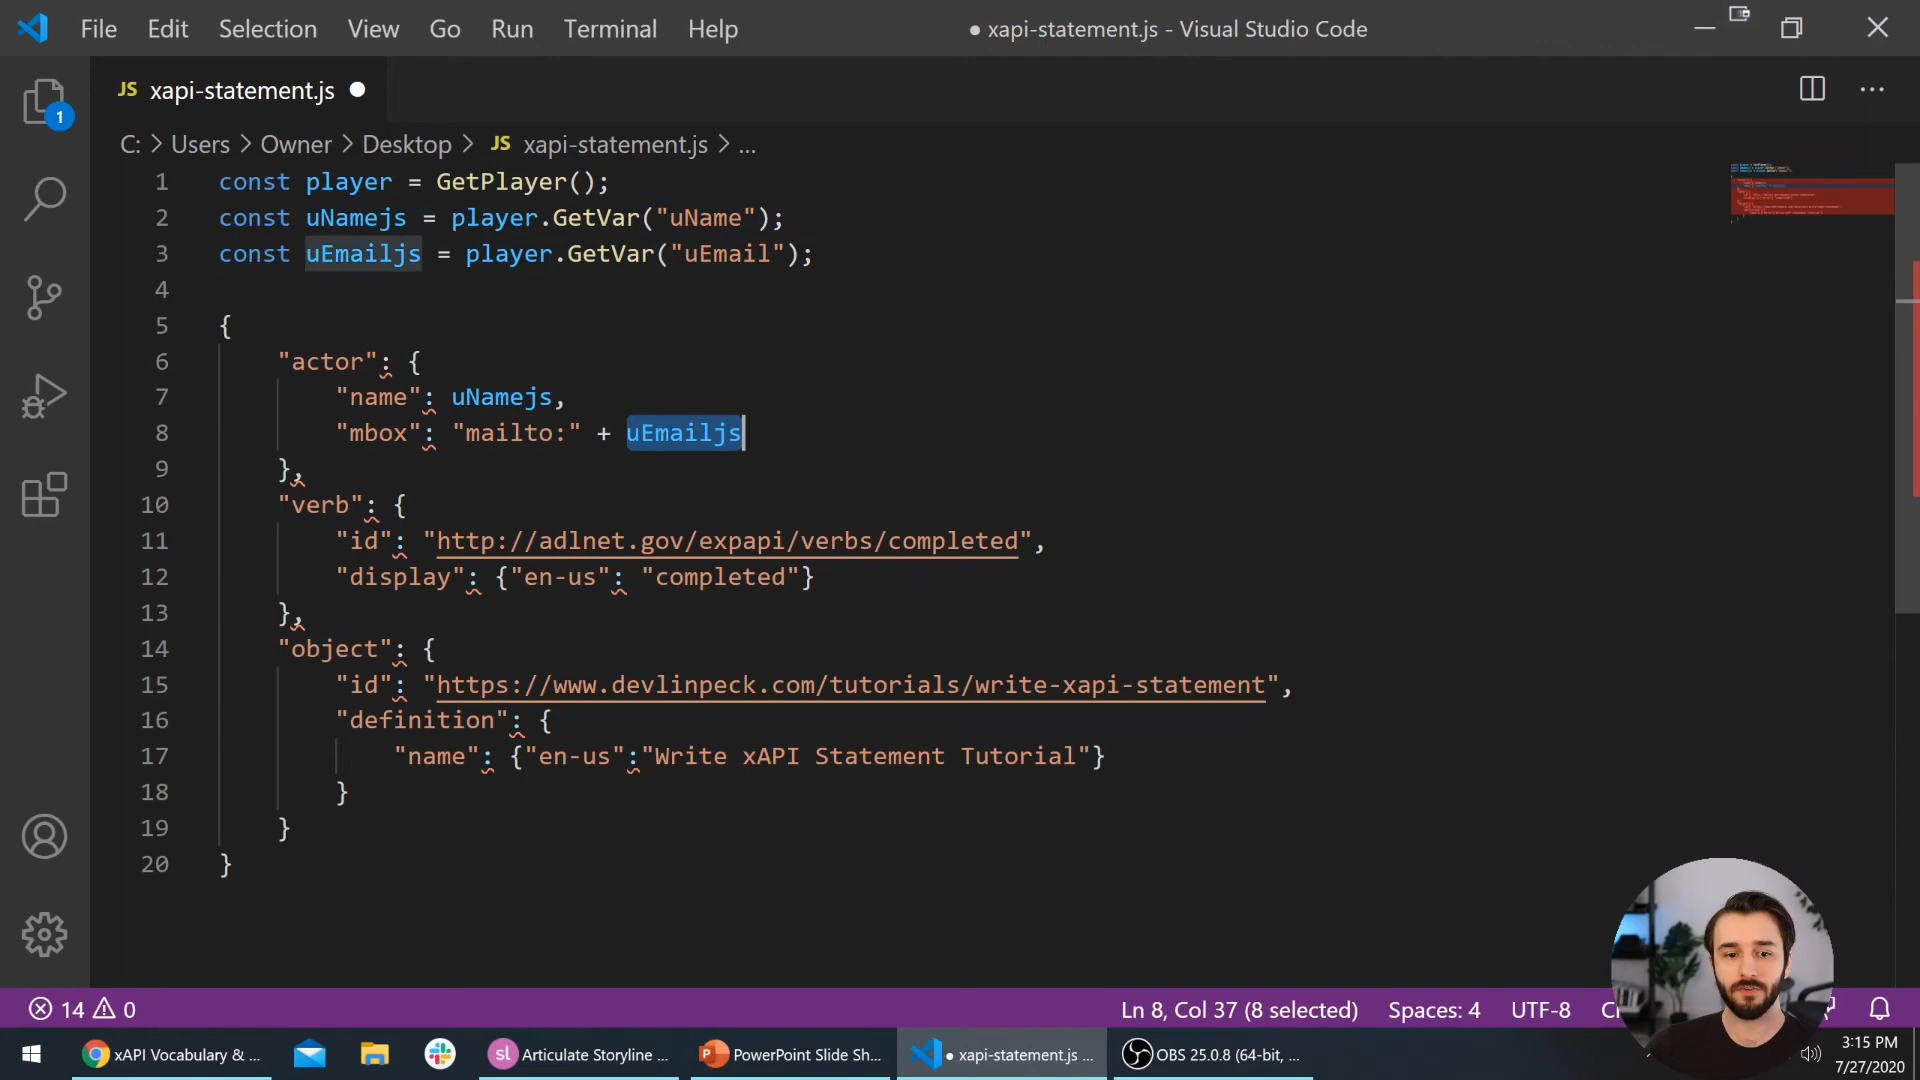 File Edit Selection View Go Run Terminal Help ● xapi-statement.js - Visual Studio Code
JS xapi-statement.js ●
1
C: > Users > Owner > Desktop > JS xapi-statement.js > ...
1 const player = GetPlayer();
2 const uNamejs = player.GetVar("uName");
3 const uEmailjs = player.GetVar("uEmail");
4
5 {
6 "actor": {
7 "name": uNamejs,
8 "mbox": "mailto:" + uEmailjs
9 },
10 "verb": {
11 "id": "http://adlnet.gov/expapi/verbs/completed",
12 "display": {"en-us": "completed"}
13 },
14 "object": {
15 "id": "https://www.devlinpeck.com/tutorials/write-xapi-statement",
16 "definition": {
17 "name": {"en-us":"Write xAPI Statement Tutorial"}
18 }
19 }
20 }
14 0 Ln 8, Col 37 (8 selected) Spaces: 4 UTF-8
xAPI Vocabulary & ... sl Articulate Storyline ... P PowerPoint Slide Sh... ● xapi-statement.js ... OBS 25.0.8 (64-bit, ...
3:15 PM
7/27/2020